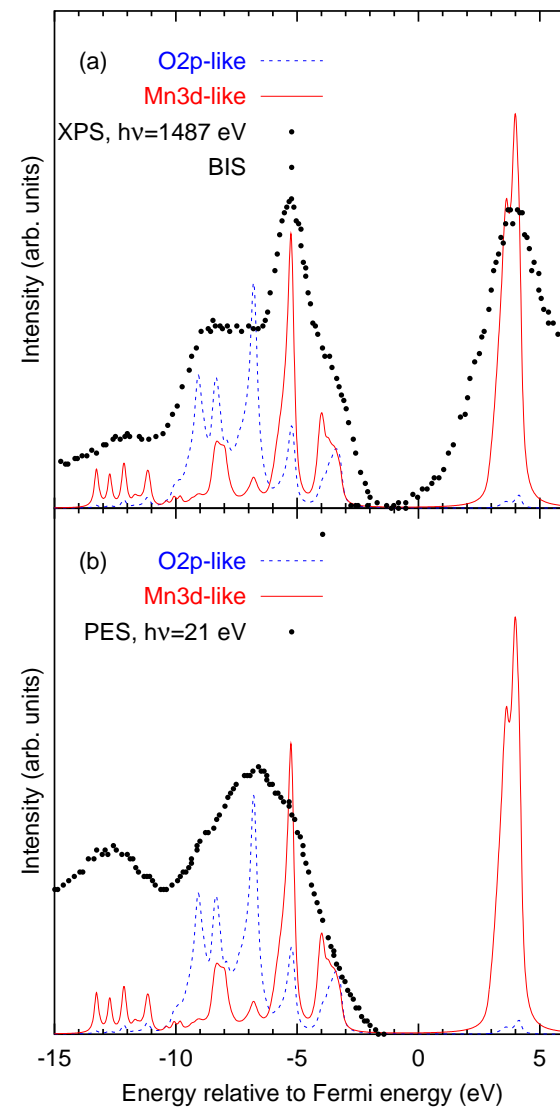 (a)
O2p-like
Mn3d-like
XPS, hν=1487 eV
BIS
Intensity (arb. units)
(b)
O2p-like
Mn3d-like
PES, hν=21 eV
Intensity (arb. units)
-15 -10 -5 0 5
Energy relative to Fermi energy (eV)